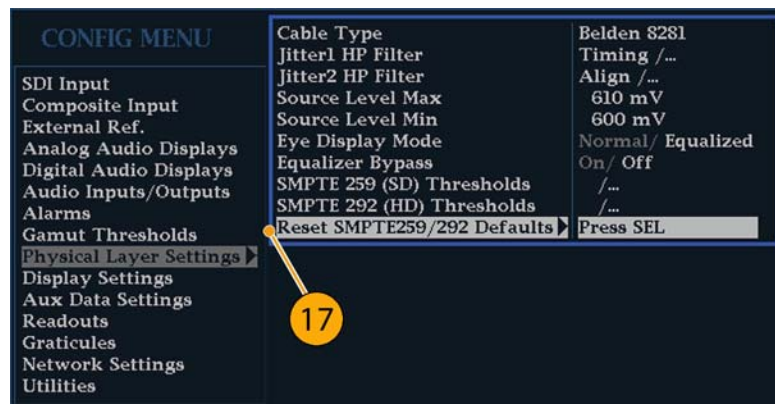 CONFIG MENU
SDI Input
Composite Input
External Ref.
Analog Audio Displays
Digital Audio Displays
Audio Inputs/Outputs
Alarms
Gamut Thresholds
Physical Layer Settings
Display Settings
Aux Data Settings
Readouts
Graticules
Network Settings
Utilities
Cable Type Belden 8281
Jitter1 HP Filter Timing /…
Jitter2 HP Filter Align /…
Source Level Max 610 mV
Source Level Min 600 mV
Eye Display Mode Normal/ Equalized
Equalizer Bypass On/ Off
SMPTE 259 (SD) Thresholds /…
SMPTE 292 (HD) Thresholds /…
Reset SMPTE259/292 Defaults Press SEL
17